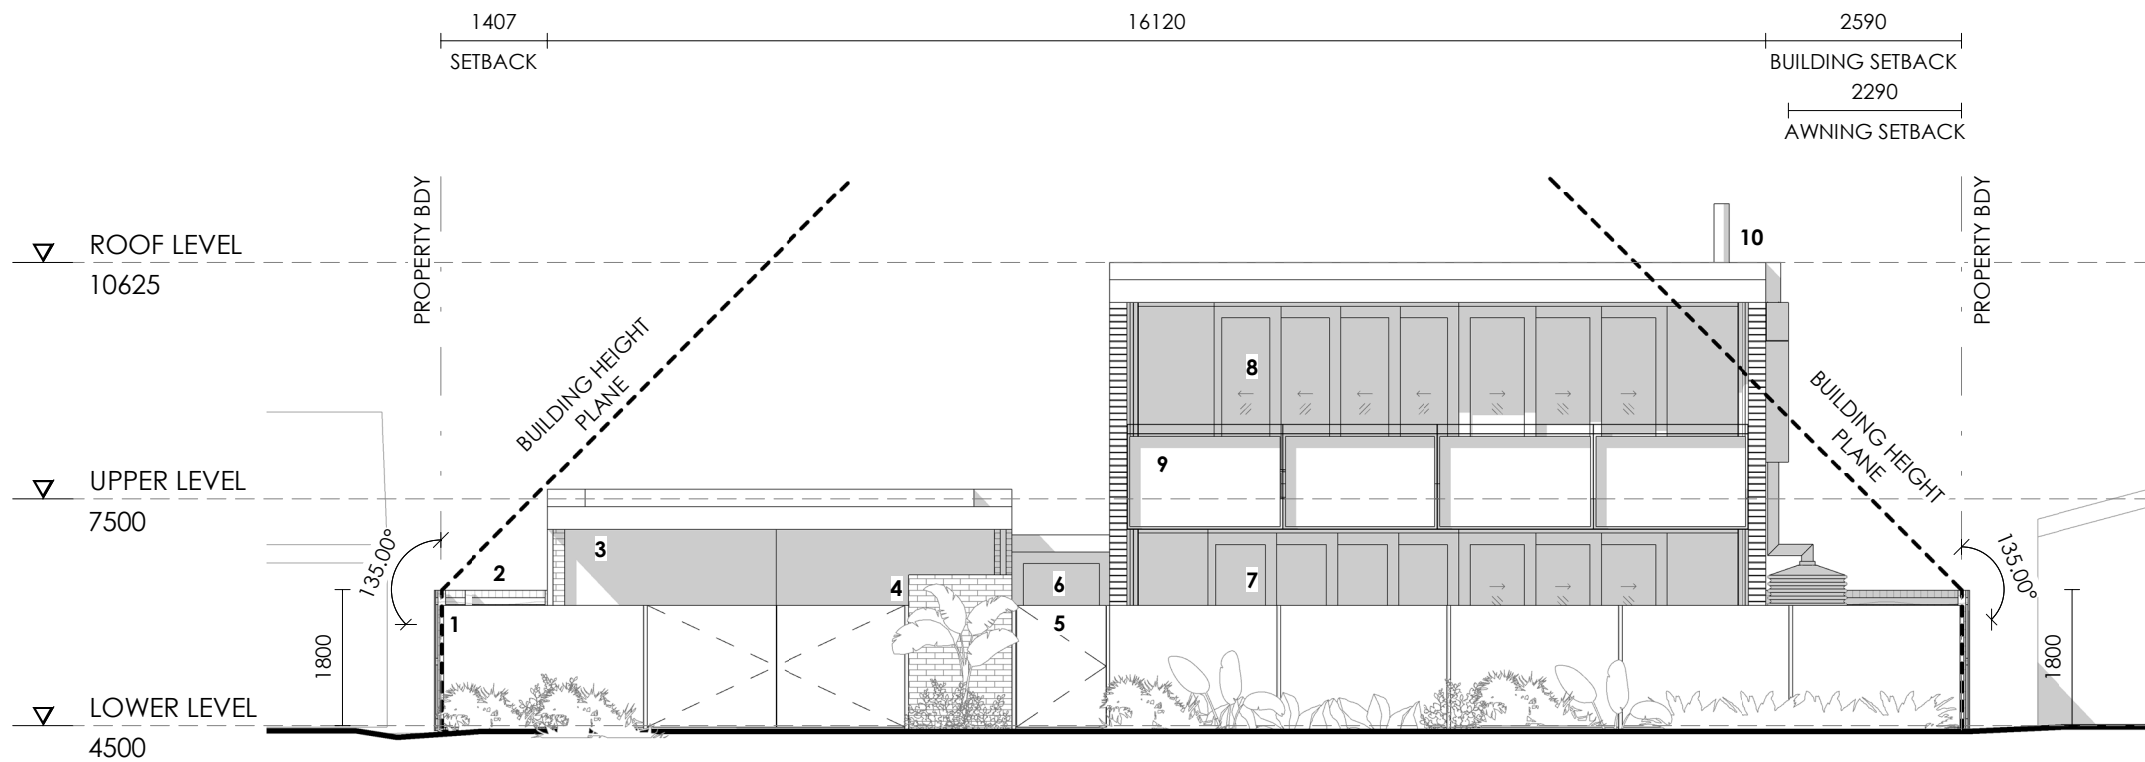 1407
16120
2590
SETBACK
BUILDING SETBACK
2290
AWNING SETBACK
PROPERTY BDY
PROPERTY BDY
10
ROOF LEVEL
10625
BUILDING HEIGHT
PLANE
8
BUILDING HEIGHT
PLANE
9
UPPER LEVEL
7500
135.00°
135.00°
3
2
4
6
7
1
5
1800
1800
LOWER LEVEL
4500